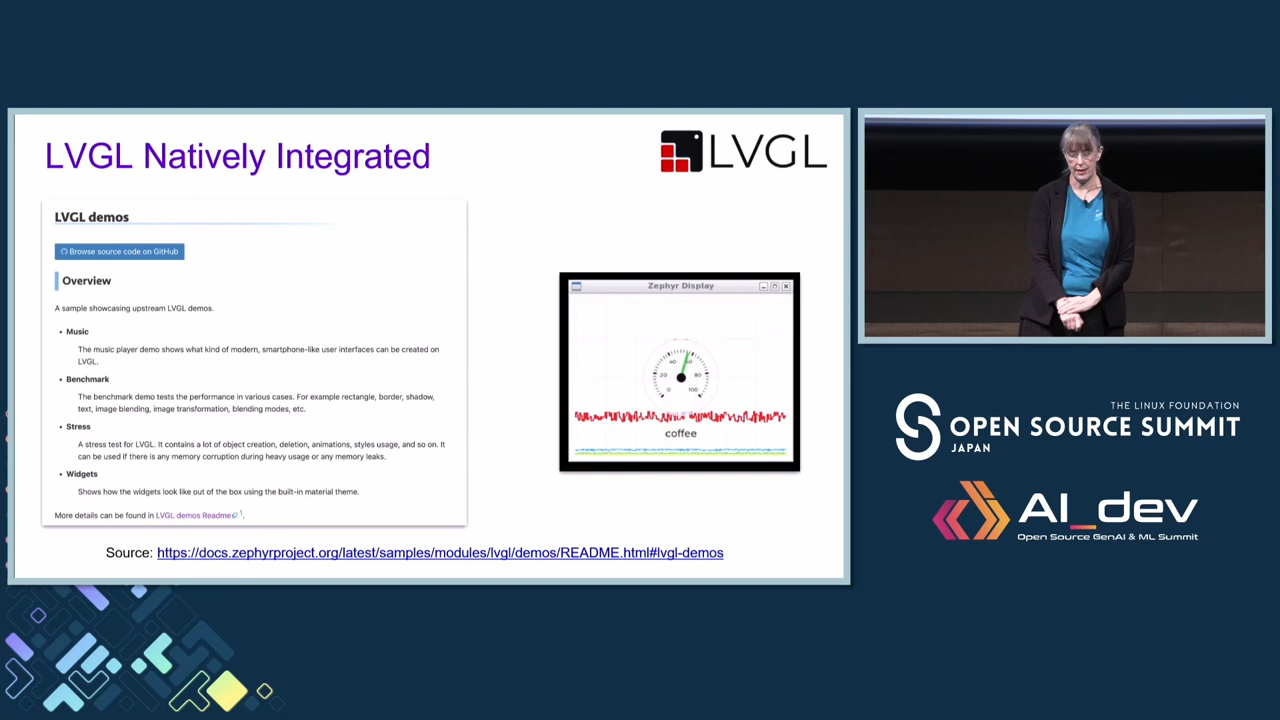 LVGL Natively Integrated
LVGL
LVGL demos
Browse source code on GitHub
Overview
A sample showcasing upstream LVGL demos.
• Music
The music player demo shows what kind of modern, smartphone-like user interfaces can be created on
LVGL.
• Benchmark
The benchmark demo tests the performance in various cases. For example rectangle, border, shadow,
text, image blending, image transformation, blending modes, etc.
• Stress
A stress test for LVGL. It contains a lot of object creation, deletion, animations, styles usage, and so on. It
can be used if there is any memory corruption during heavy usage or any memory leaks.
• Widgets
Shows how the widgets look like out of the box using the built-in material theme.
More details can be found in LVGL demos Readme 1.
Zephyr Display
0 20 40 60 80 100
coffee
Source: https://docs.zephyrproject.org/latest/samples/modules/lvgl/demos/README.html#lvgl-demos
THE LINUX FOUNDATION
OPEN SOURCE SUMMIT
JAPAN
AI_dev
Open Source GenAI & ML Summit